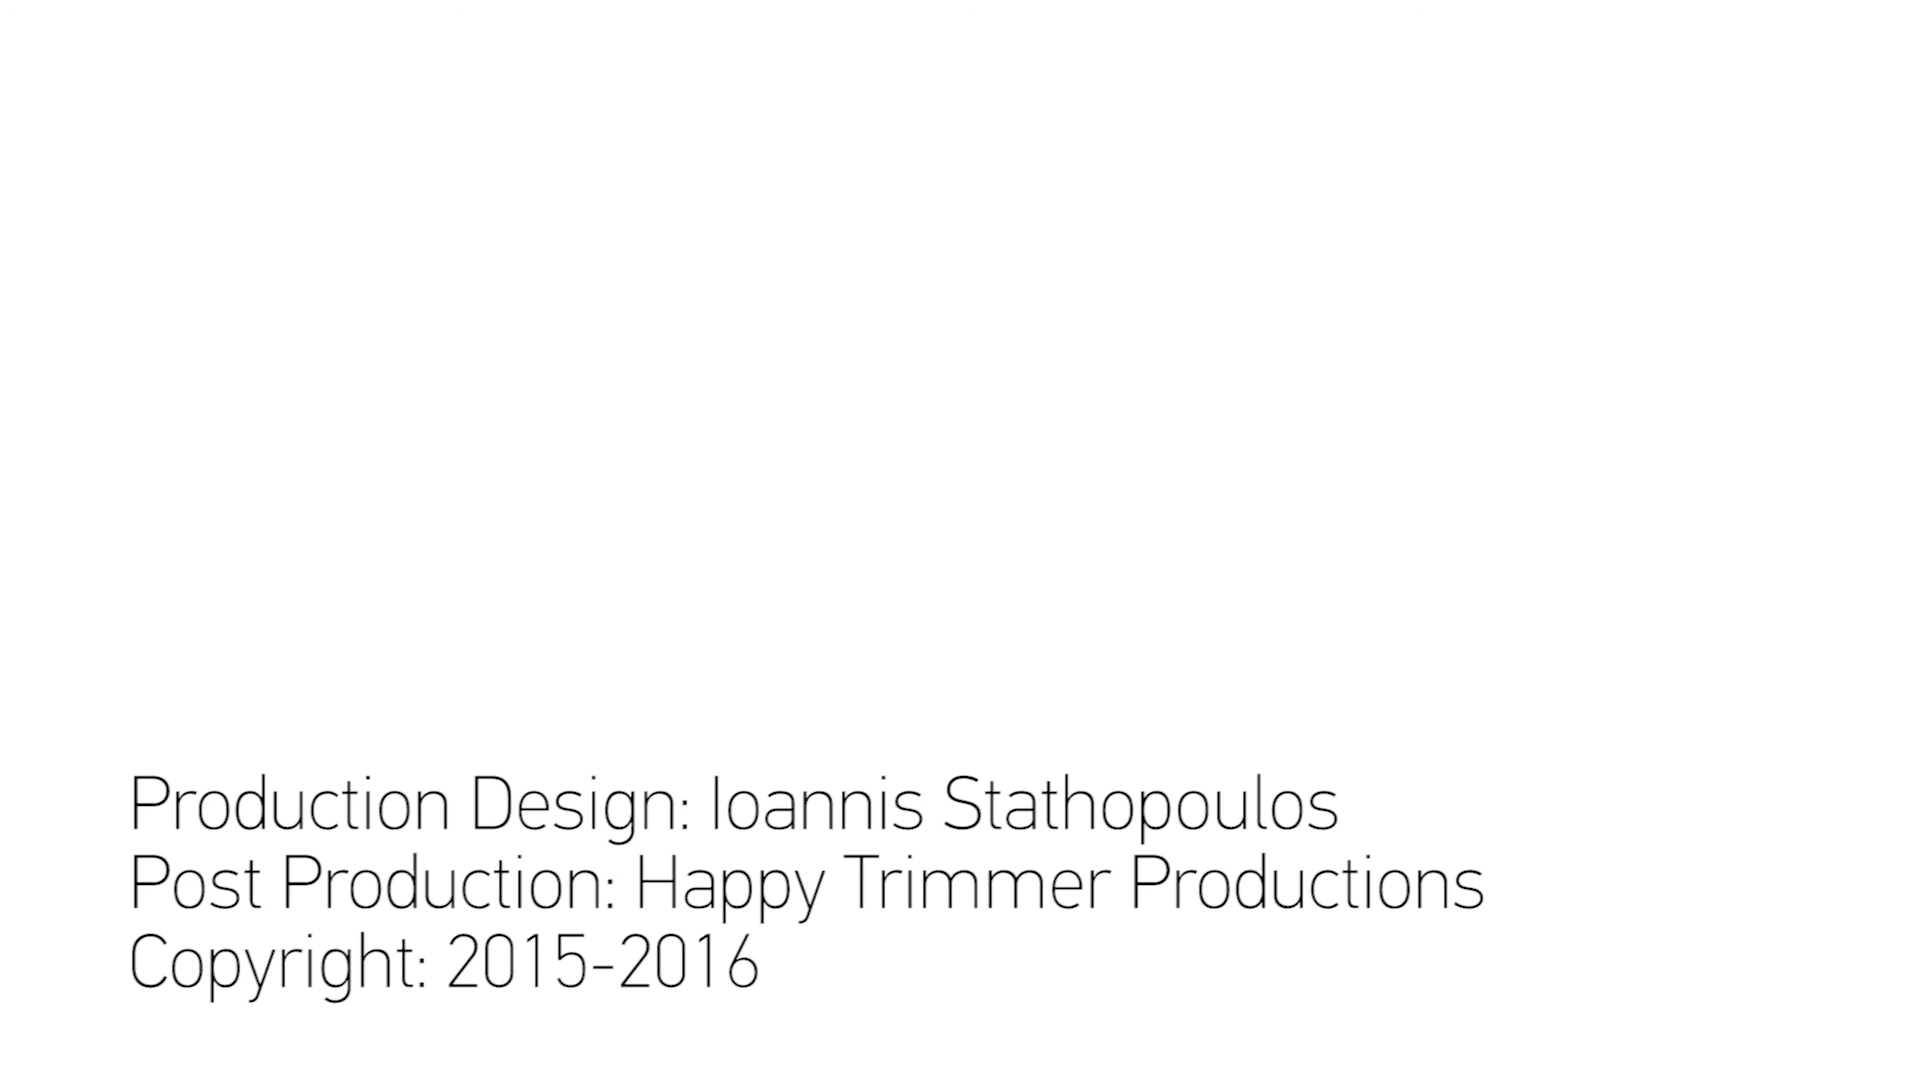 Production Design: Ioannis Stathopoulos
Post Production: Happy Trimmer Productions
Copyright: 2015-2016